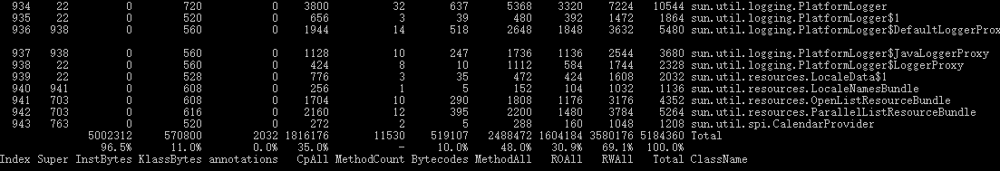 934 22 0 720 0 3800 32 637 5368 3320 7224 10544 sun.util.logging.PlatformLogger
935 22 0 520 0 656 3 39 480 392 1472 1864 sun.util.logging.PlatformLogger$1
936 938 0 560 0 1944 14 518 2648 1848 3632 5480 sun.util.logging.PlatformLogger$DefaultLoggerProx
937 938 0 560 0 1128 10 247 1736 1136 2544 3680 sun.util.logging.PlatformLogger$JavaLoggerProxy
938 22 0 560 0 424 8 10 1112 584 1744 2328 sun.util.logging.PlatformLogger$LoggerProxy
939 22 0 528 0 776 3 35 472 424 1608 2032 sun.util.resources.LocaleData$1
940 941 0 608 0 256 1 5 152 104 1032 1136 sun.util.resources.LocaleNamesBundle
941 703 0 608 0 1704 10 290 1808 1176 3176 4352 sun.util.resources.OpenListResourceBundle
942 703 0 616 0 2160 12 395 2200 1480 3784 5264 sun.util.resources.ParallelListResourceBundle
943 763 0 520 0 272 2 5 288 160 1048 1208 sun.util.spi.CalendarProvider
5002312 570800 2032 1816176 11530 519107 2488472 1604184 3580176 5184360 Total
96.5% 11.0% 0.0% 35.0% - 10.0% 48.0% 30.9% 69.1% 100.0%
Index Super InstBytes KlassBytes annotations CpAll MethodCount Bytecodes MethodAll ROAll RWAll Total ClassName